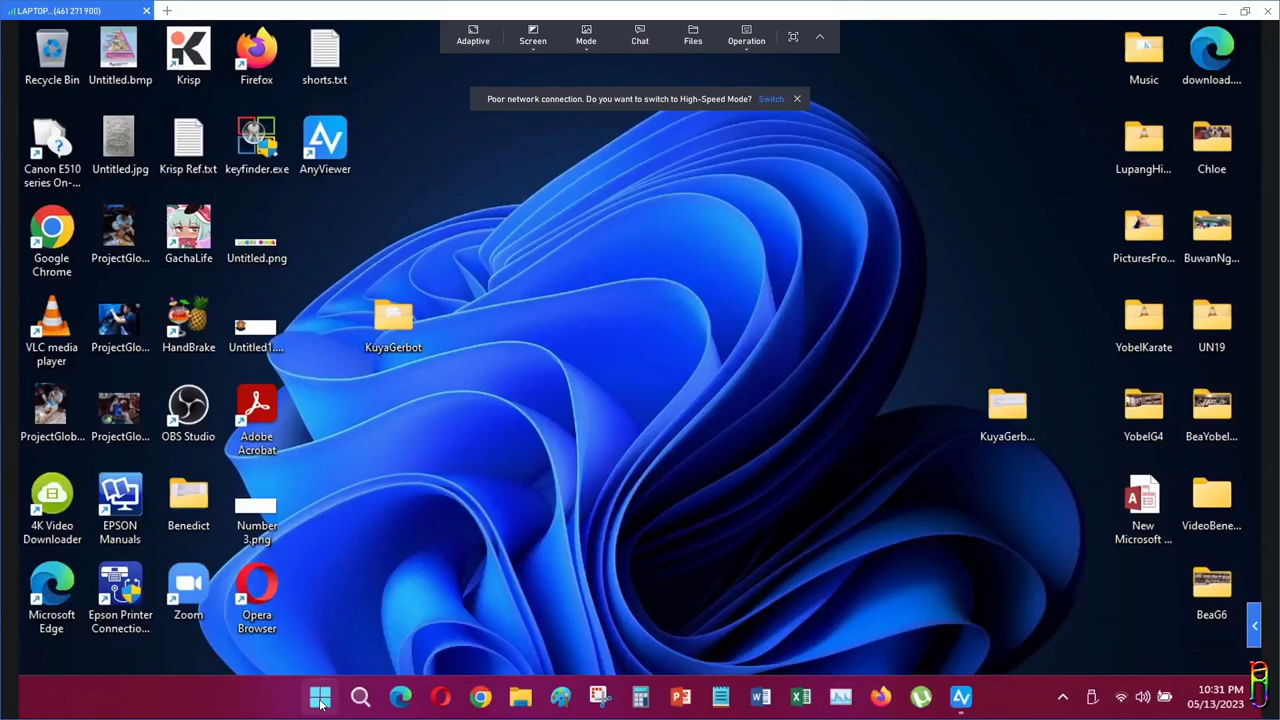 LAPTOP...(461 271 900)
Adaptive
Screen
Mode
Chat
Files
Operation
Poor network connection. Do you want to switch to High-Speed Mode? Switch
Recycle Bin
Untitled.bmp
Krisp
Firefox
shorts.txt
Music
download....
Canon E510
series On-...
Untitled.jpg
Krisp Ref.txt
keyfinder.exe
AnyViewer
LupangHi...
Chloe
Google
Chrome
ProjectGlo...
GachaLife
Untitled.png
PicturesFro...
BuwanNg...
VLC media
player
ProjectGlo...
HandBrake
Untitled1....
KuyaGerbot
YobelKarate
UN19
ProjectGlob...
ProjectGlo...
OBS Studio
Adobe
Acrobat
KuyaGerb...
YobelG4
BeaYobel...
4K Video
Downloader
EPSON
Manuals
Benedict
Number
3.png
New
Microsoft ...
VideoBene...
Microsoft
Edge
Epson Printer
Connectio...
Zoom
Opera
Browser
BeaG6
10:31 PM
05/13/2023